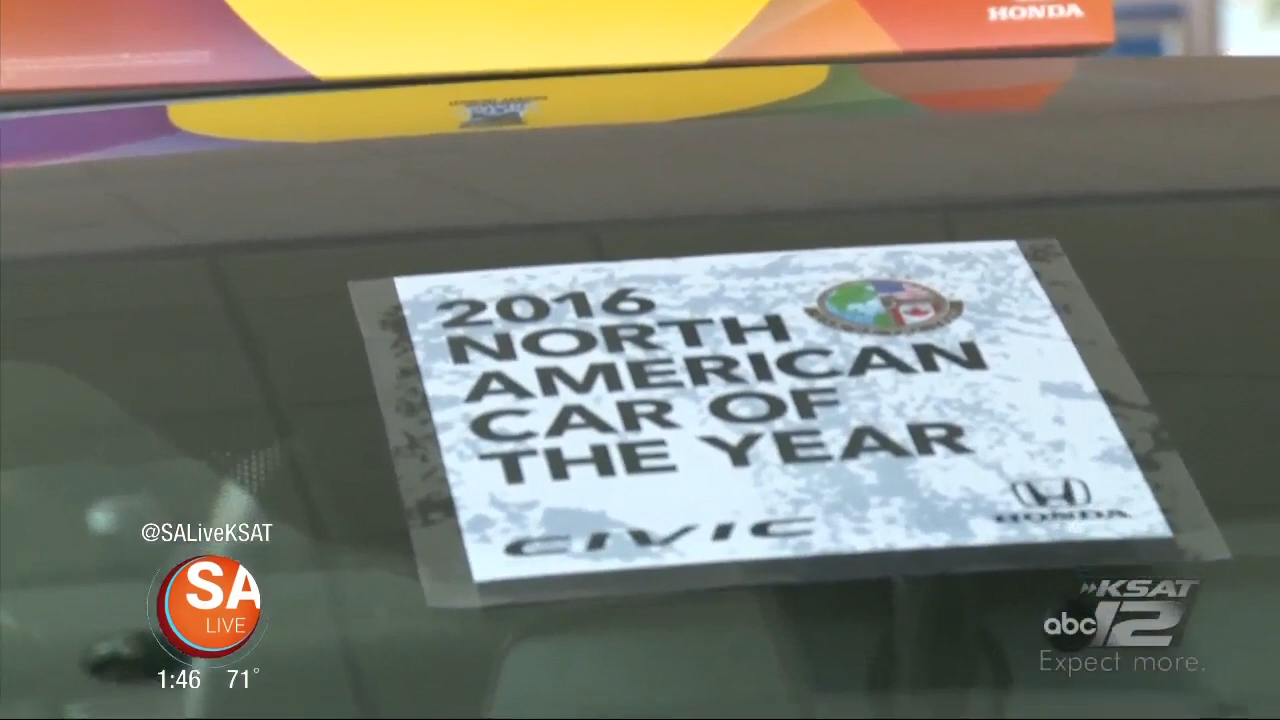 HONDA
2016
NORTH
AMERICAN
CAR OF
THE YEAR
CIVIC
HONDA
@SALiveKSAT
SA
LIVE
1:46 71°
KSAT
abc 12
Expect more.